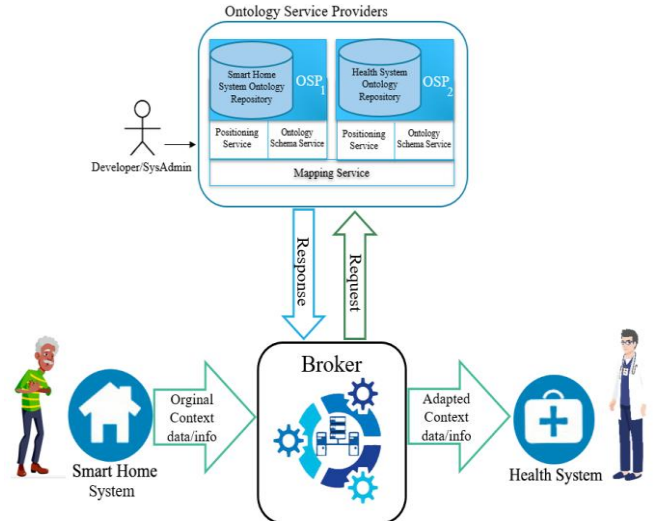 Ontology Service Providers
Smart Home
System Ontology
Repository
OSP1
Health System
Ontology
Repository
OSP2
Positioning
Service
Ontology
Schema Service
Positioning
Service
Ontology
Schema Service
Mapping Service
Developer/SysAdmin
Response
Request
Broker
Orginal
Context
data/info
Adapted
Context
data/info
Smart Home
System
Health System